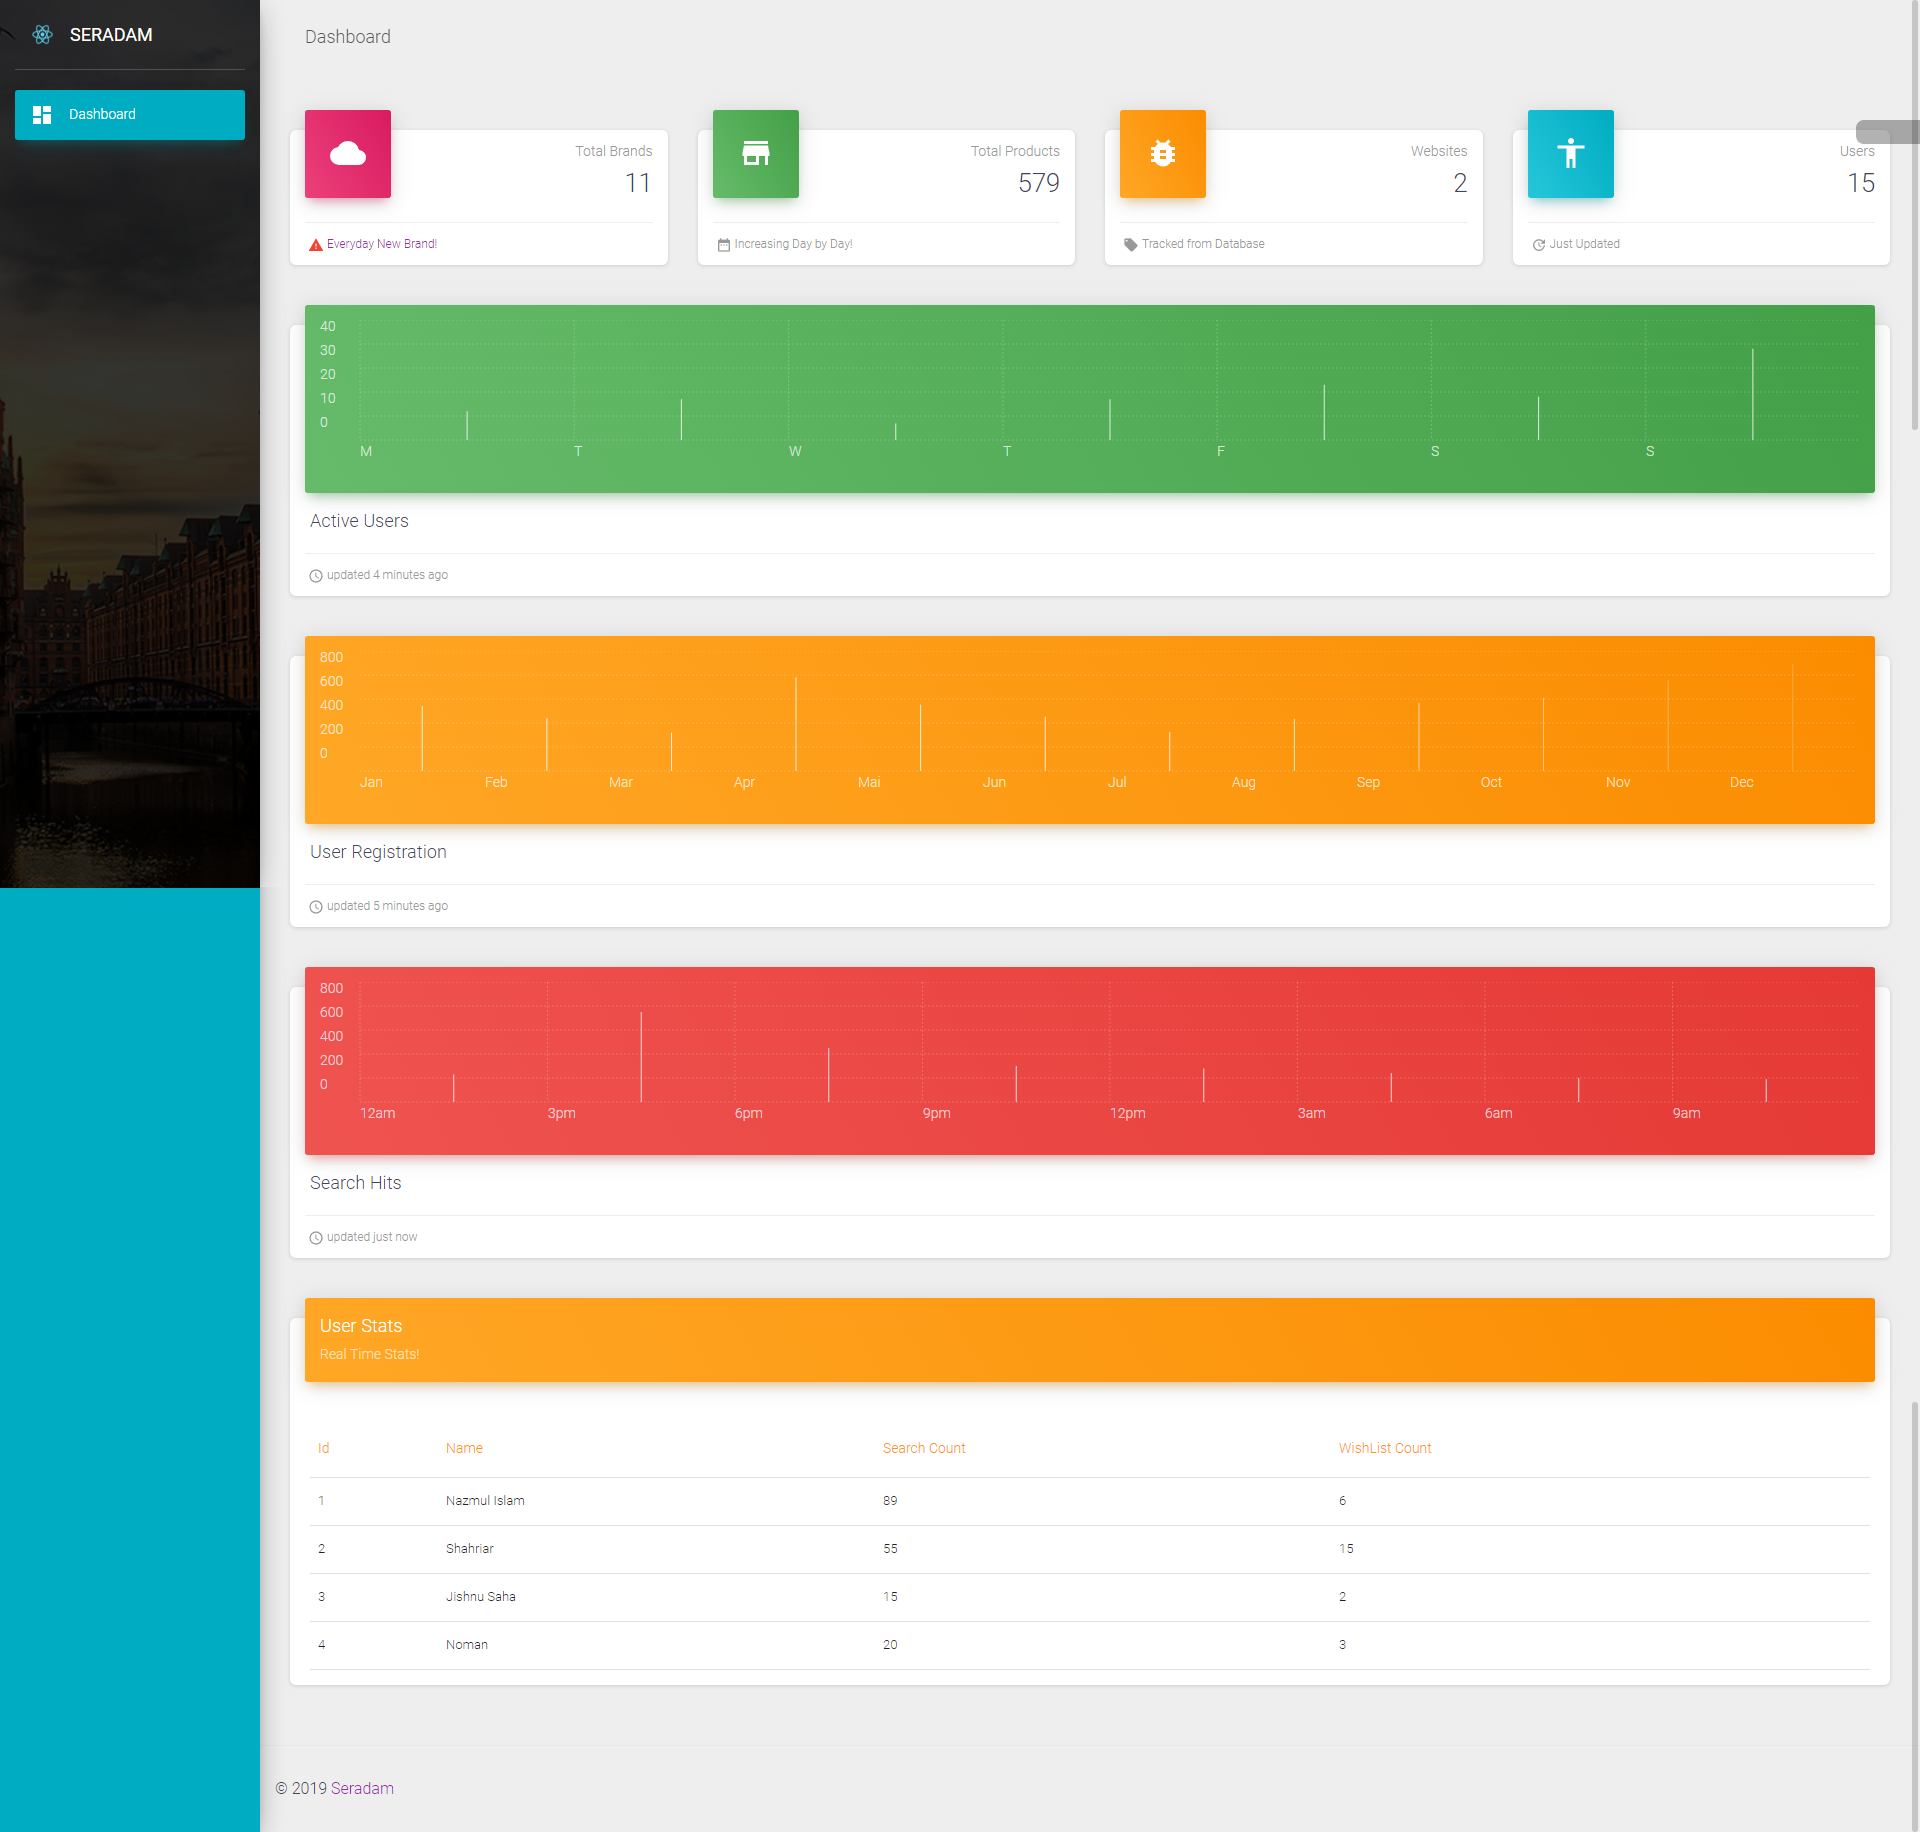 SERADAM
Dashboard
Dashboard
Total Brands
11
Everyday New Brand!
Total Products
579
Increasing Day by Day!
Websites
2
Tracked from Database
Users
15
Just Updated
40
30
20
10
0
M T W T F S S
Active Users
updated 4 minutes ago
800
600
400
200
0
Jan Feb Mar Apr Mai Jun Jul Aug Sep Oct Nov Dec
User Registration
updated 5 minutes ago
800
600
400
200
0
12am 3pm 6pm 9pm 12pm 3am 6am 9am
Search Hits
updated just now
User Stats
Real Time Stats!
Id Name Search Count WishList Count
1 Nazmul Islam 89 6
2 Shahriar 55 15
3 Jishnu Saha 15 2
4 Noman 20 3
© 2019 Seradam